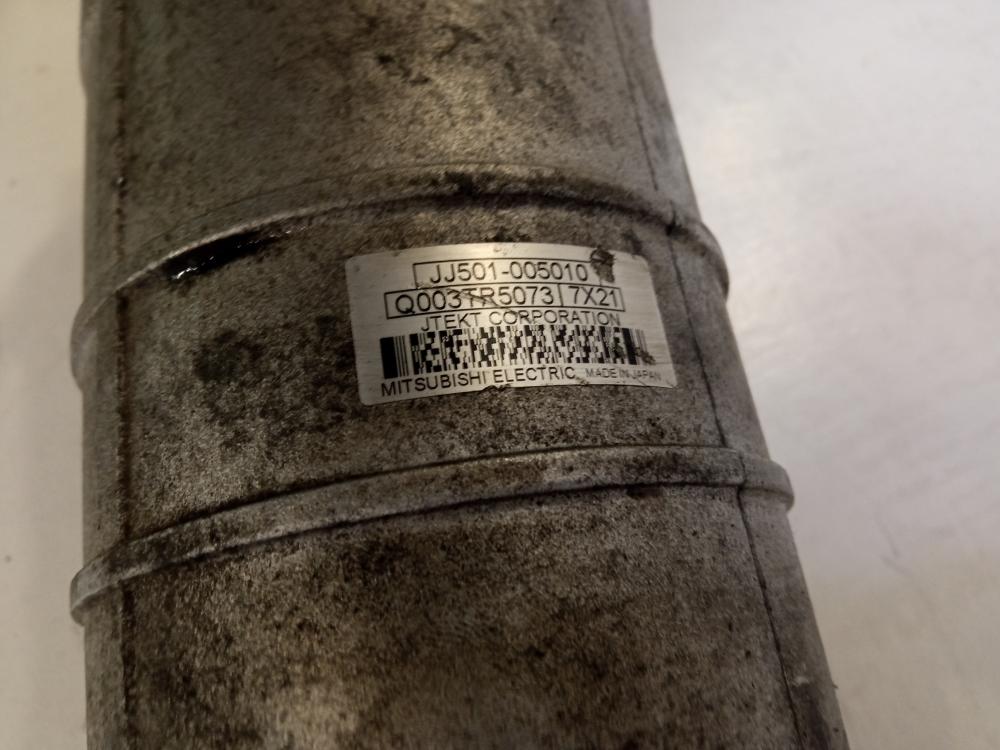 JJ501-005010
Q003TR5073 7X21
JTEKT CORPORATION
MITSUBISHI ELECTRIC MADE IN JAPAN